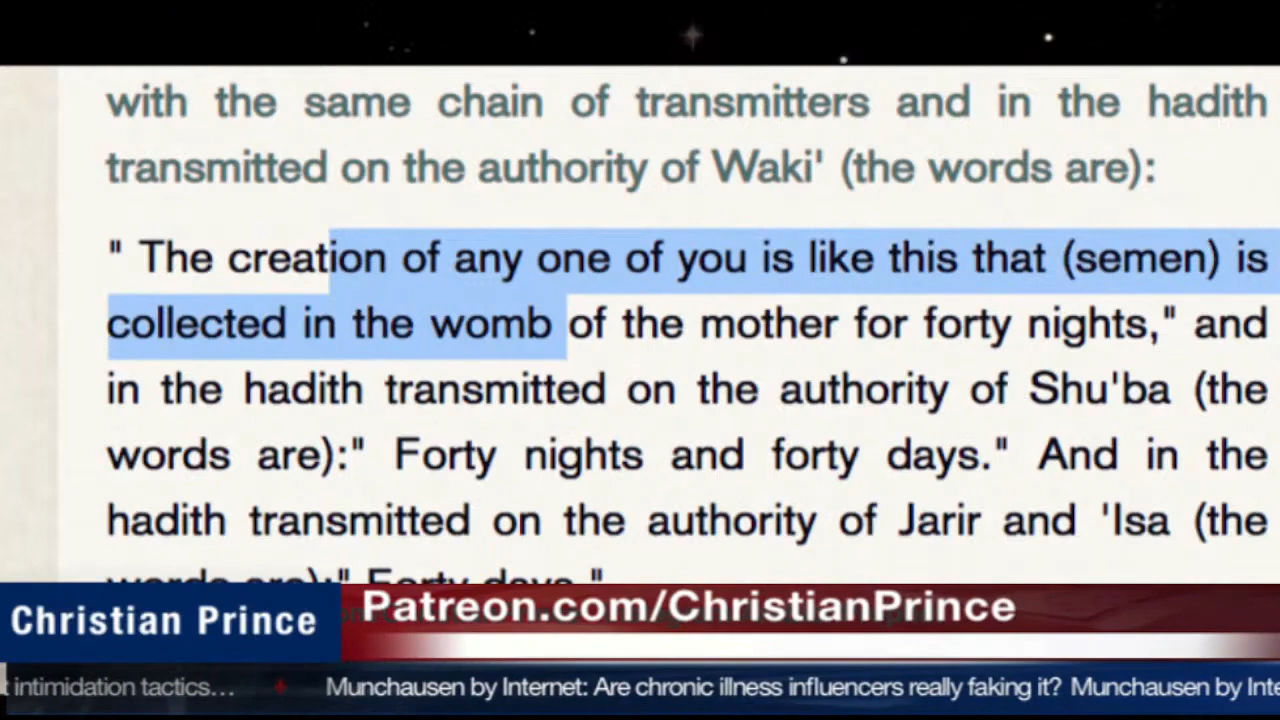 with the same chain of transmitters and in the hadith
transmitted on the authority of Waki' (the words are):
" The creation of any one of you is like this that (semen) is
collected in the womb of the mother for forty nights," and
in the hadith transmitted on the authority of Shu'ba (the
words are):" Forty nights and forty days." And in the
hadith transmitted on the authority of Jarir and 'Isa (the
words are):" Forty days."
Christian Prince
Patreon.com/ChristianPrince
t intimidation tactics... Munchausen by Internet: Are chronic illness influencers really faking it? Munchausen by Inte